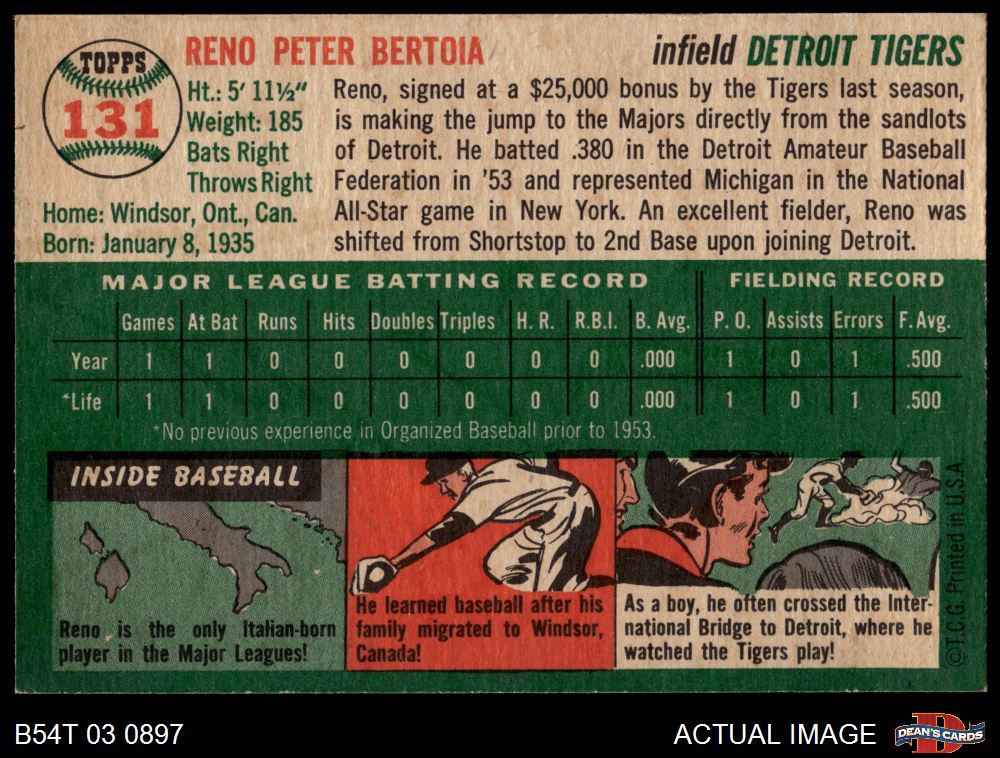 TOPPS
131
RENO PETER BERTOIA
infield DETROIT TIGERS
Ht.: 5' 11½"
Weight: 185
Bats Right
Throws Right
Home: Windsor, Ont., Can.
Born: January 8, 1935
Reno, signed at a $25,000 bonus by the Tigers last season,
is making the jump to the Majors directly from the sandlots
of Detroit. He batted .380 in the Detroit Amateur Baseball
Federation in '53 and represented Michigan in the National
All-Star game in New York. An excellent fielder, Reno was
shifted from Shortstop to 2nd Base upon joining Detroit.
MAJOR LEAGUE BATTING RECORD FIELDING RECORD
Games At Bat Runs Hits Doubles Triples H. R. R.B.I. B. Avg. P. O. Assists Errors F. Avg.
Year 1 1 0 0 0 0 0 0 .000 1 0 1 .500
*Life 1 1 0 0 0 0 0 0 .000 1 0 1 .500
*No previous experience in Organized Baseball prior to 1953.
INSIDE BASEBALL
Reno is the only Italian-born
player in the Major Leagues!
He learned baseball after his
family migrated to Windsor,
Canada!
As a boy, he often crossed the Inter-
national Bridge to Detroit, where he
watched the Tigers play!
©T.C.G. Printed in U.S.A.
B54T 03 0897
ACTUAL IMAGE
DEAN'S CARDS